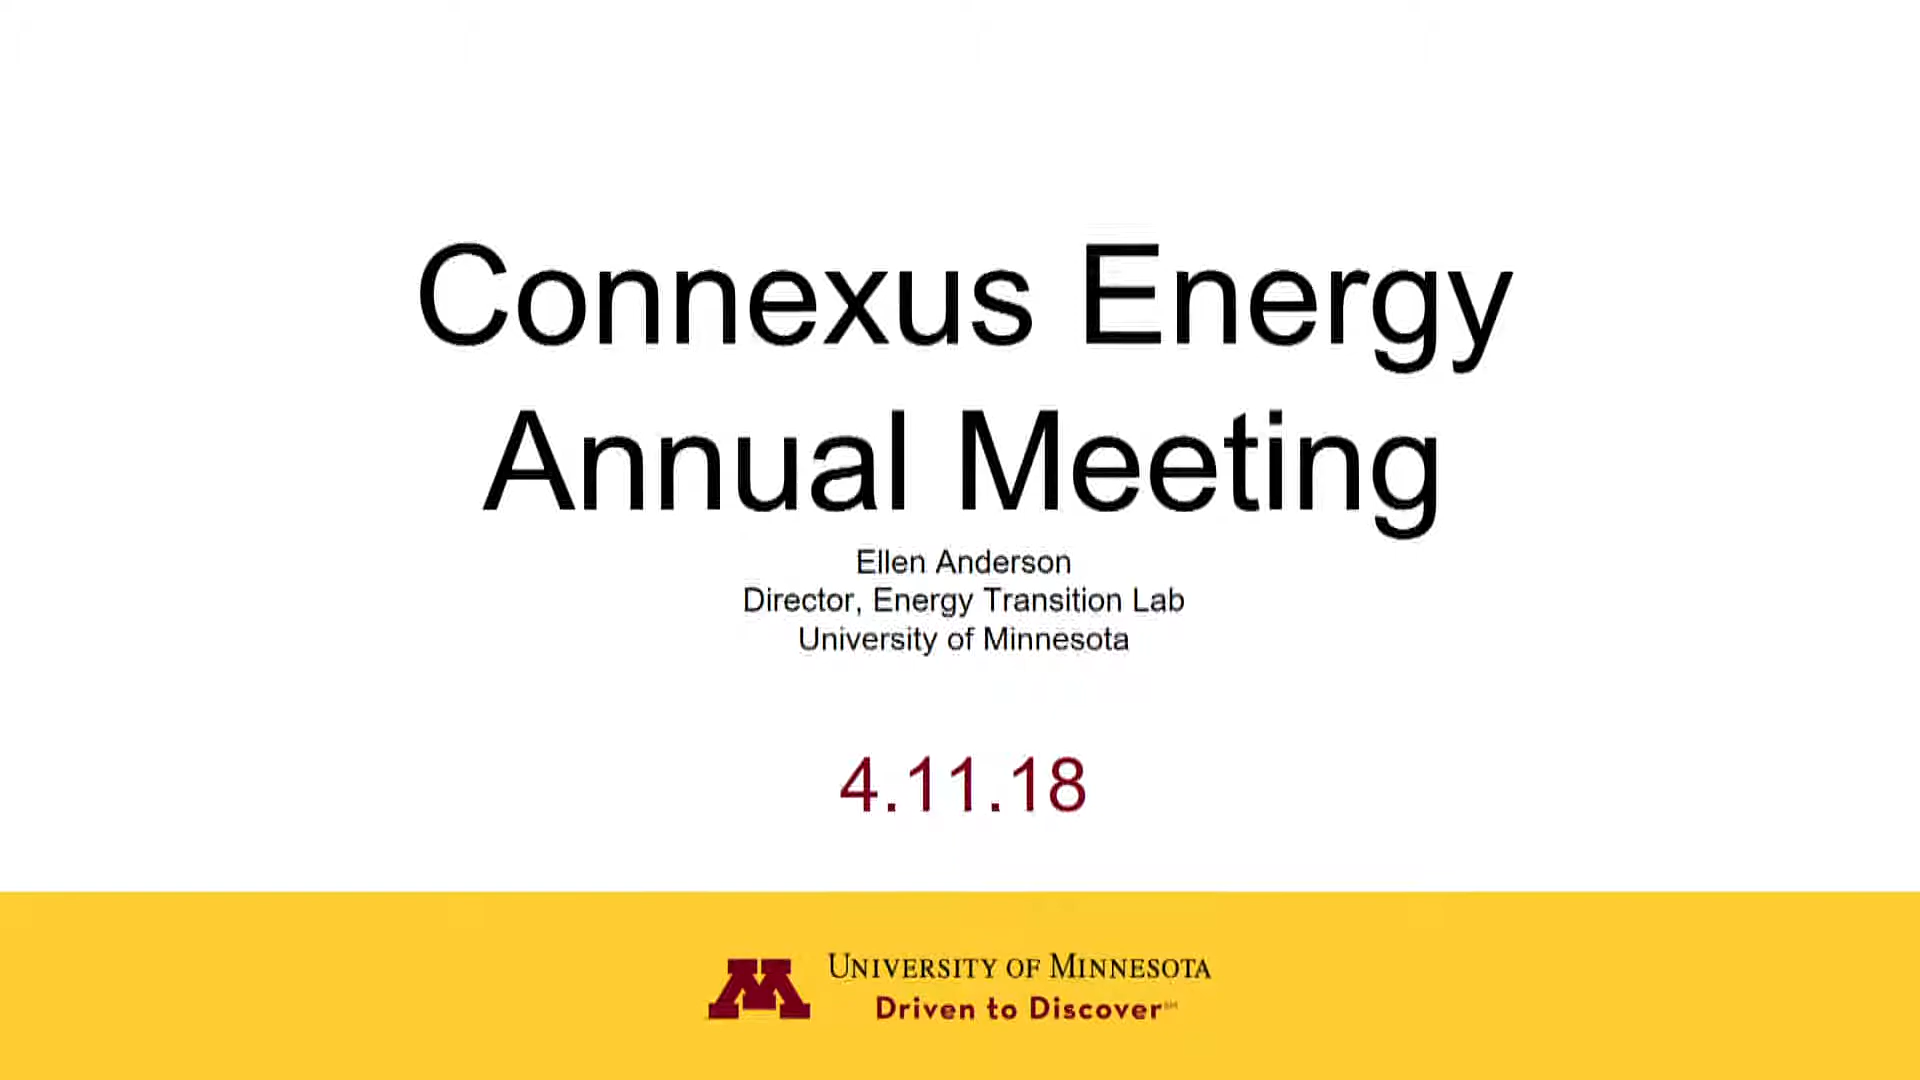 Connexus Energy
Annual Meeting
Ellen Anderson
Director, Energy Transition Lab
University of Minnesota
4.11.18
UNIVERSITY OF MINNESOTA
Driven to Discover℠